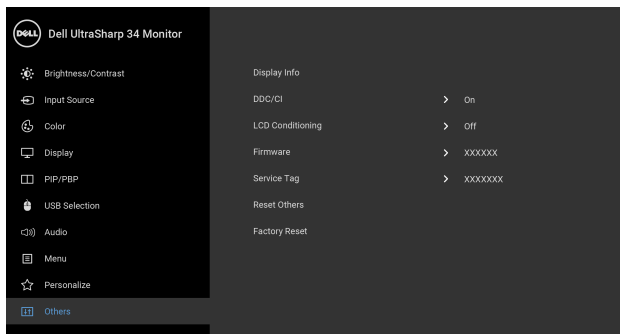 DELL Dell UltraSharp 34 Monitor
Brightness/Contrast
Input Source
Color
Display
PIP/PBP
USB Selection
Audio
Menu
Personalize
Others
Display Info
DDC/CI > On
LCD Conditioning > Off
Firmware > XXXXXX
Service Tag > XXXXXXX
Reset Others
Factory Reset